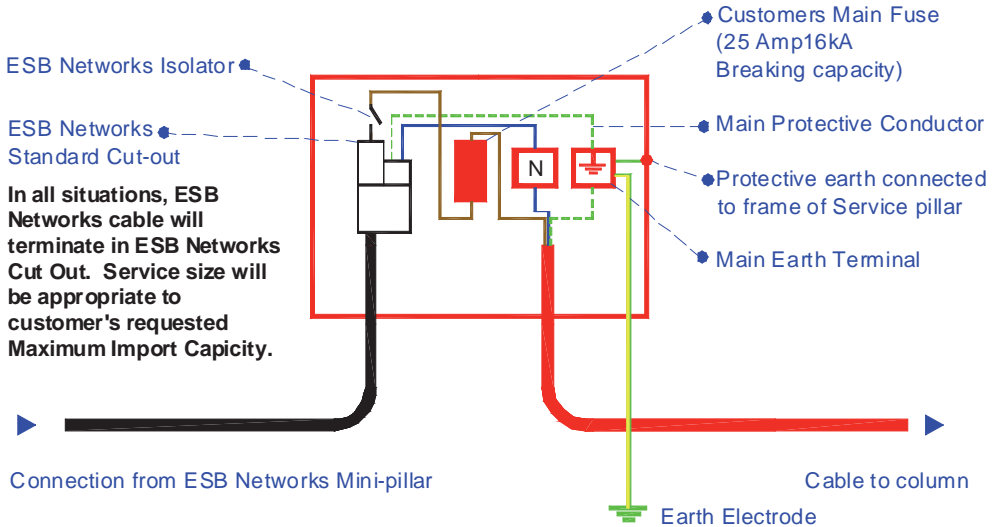 ESB Networks Isolator
ESB Networks
Standard Cut-out
In all situations, ESB
Networks cable will
terminate in ESB Networks
Cut Out. Service size will
be appropriate to
customer's requested
Maximum Import Capicity.
Customers Main Fuse
(25 Amp16kA
Breaking capacity)
Main Protective Conductor
Protective earth connected
to frame of Service pillar
Main Earth Terminal
N
Connection from ESB Networks Mini-pillar
Cable to column
Earth Electrode